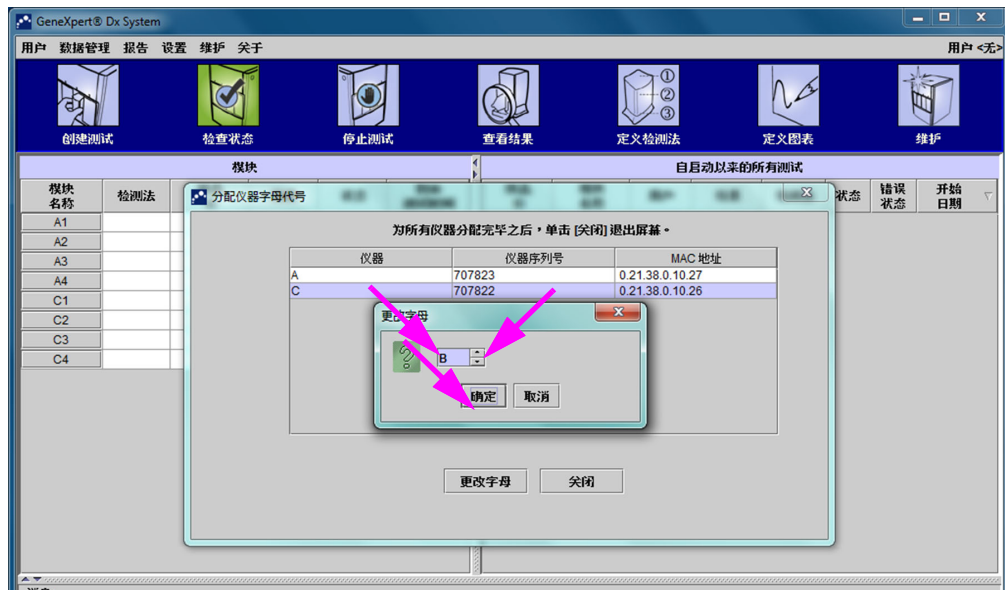 GeneXpert® Dx System
用户 数据管理 报告 设置 维护 关于 用户 <无>
创建测试 检查状态 停止测试 查看结果 定义检测法 定义图表 维护
模块 自启动以来的所有测试
模块名称 检测法 状态 错误状态 开始日期
分配仪器字母代号
为所有仪器分配完毕之后，单击 [关闭] 退出屏幕。
仪器 仪器序列号 MAC 地址
A 707823 0.21.38.0.10.27
C 707822 0.21.38.0.10.26
A1
A2
A3
A4
C1
C2
C3
C4
更改字母
B
确定 取消
更改字母 关闭